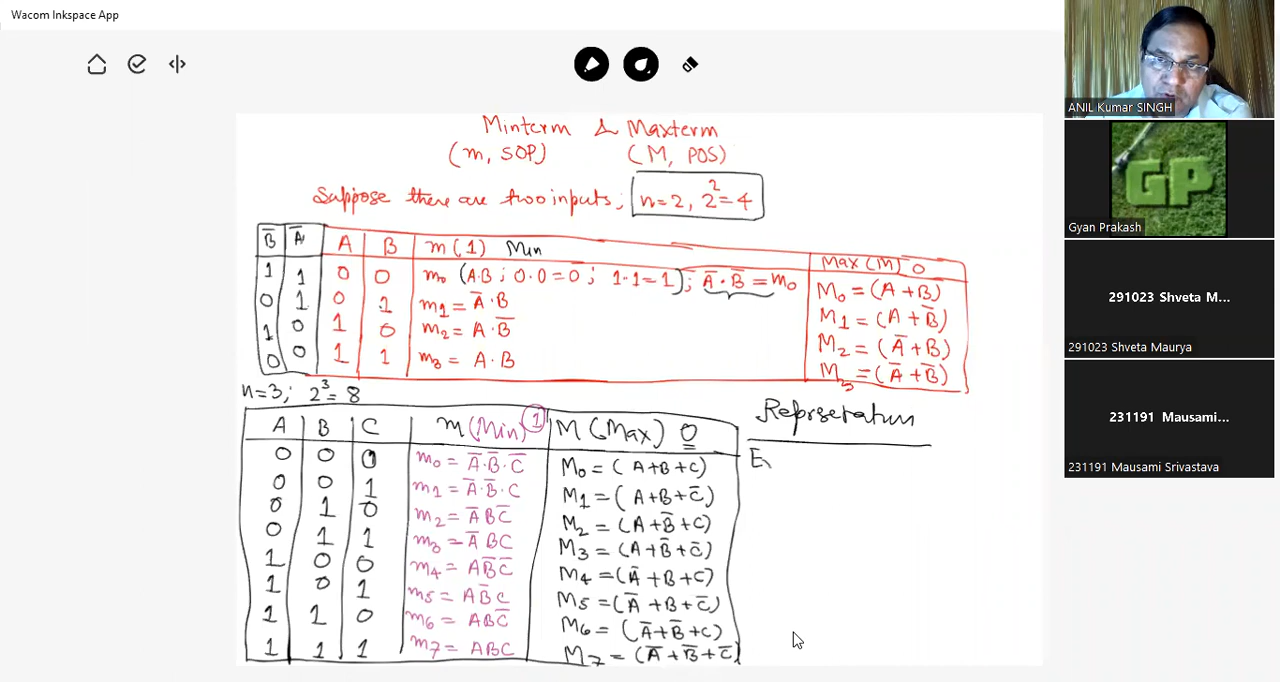 Wacom Inkspace App
Minterm & Maxterm
(m, SOP) (M, POS)
Suppose there are two inputs; n=2, 2²=4
B̅ A̅ A B m(1) Min Max(M) 0
1 1 0 0 m₀ (A·B ; 0·0=0 ; 1·1=1); A̅·B̅=m₀ M₀=(A+B)
0 1 0 1 m₁=A̅·B M₁=(A+B̅)
1 0 1 0 m₂=A·B̅ M₂=(A̅+B)
0 0 1 1 m₃=A·B M₃=(A̅+B̅)
n=3; 2³=8
A B C m(Min) 1 M(Max) 0 Reprsetation
0 0 0 m₀=A̅·B̅·C̅ M₀=(A+B+C) Ex
0 0 1 m₁=A̅·B̅·C M₁=(A+B+C̅)
0 1 0 m₂=A̅BC̅ M₂=(A+B̅+C)
0 1 1 m₃=A̅BC M₃=(A+B̅+C̅)
1 0 0 m₄=AB̅C̅ M₄=(A̅+B+C)
1 0 1 m₅=AB̅C M₅=(A̅+B+C̅)
1 1 0 m₆=ABC̅ M₆=(A̅+B̅+C)
1 1 1 m₇=ABC M₇=(A̅+B̅+C̅)
ANIL Kumar SINGH
GP
Gyan Prakash
291023 Shveta M...
291023 Shveta Maurya
231191 Mausami...
231191 Mausami Srivastava